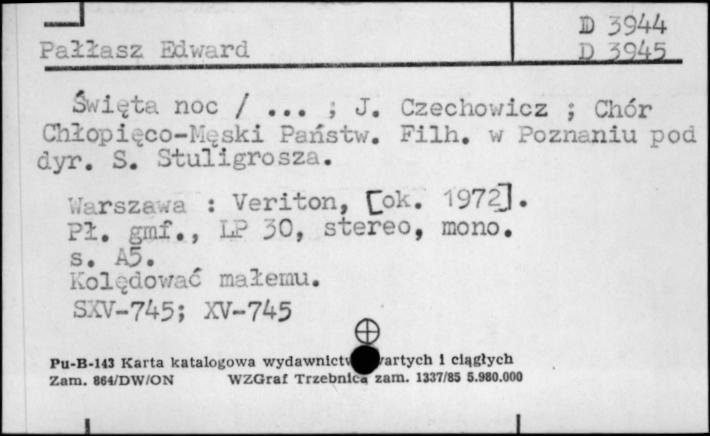 D 3944
Pałłasz Edward D 3945
Święta noc / ... ; J. Czechowicz ; Chór
Chłopięco-Męski Państw. Filh. w Poznaniu pod
dyr. S. Stuligrosza.
Warszawa : Veriton, [ok. 1972].
Pł. gmf., LP 30, stereo, mono.
s. A5.
Kolędować małemu.
SXV-745; XV-745
Pu-B-143 Karta katalogowa wydawnictw zwartych i ciągłych
Zam. 864/DW/ON WZGraf Trzebnica zam. 1337/85 5.980.000